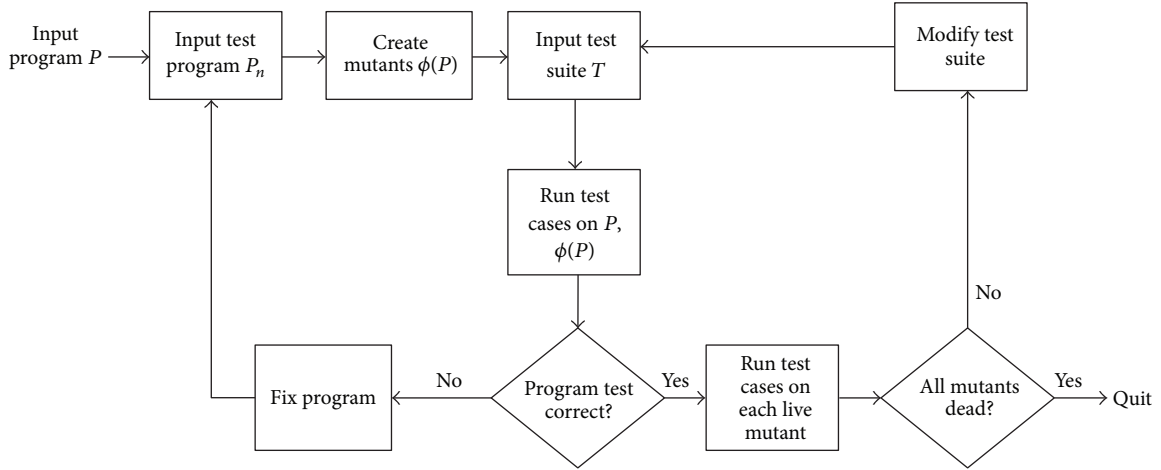 Input
program P
Input test
program Pₙ
Create
mutants ϕ(P)
Input test
suite T
Modify test
suite
Run test
cases on P,
ϕ(P)
No
Fix program
No
Program test
correct?
Yes
Run test
cases on
each live
mutant
All mutants
dead?
Yes
Quit